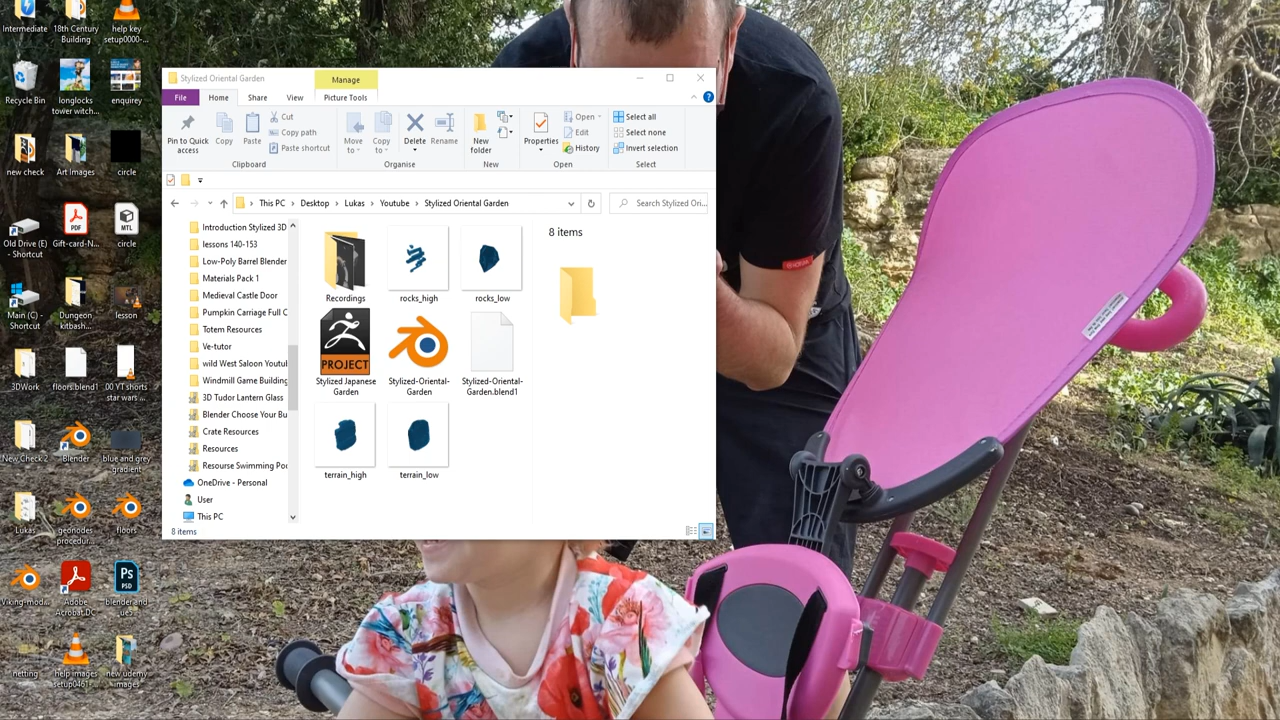 Intermediate
18th Century
Building
help key
setup0000-...
Recycle Bin
longlocks
tower witch...
enquirey
new check
Art Images
circle
Old Drive (E)
- Shortcut
Gift-card-N...
circle
Main (C) -
Shortcut
Dungeon
kitbash...
lesson
3DWork
floors.blend1
00 YT shorts
star wars ...
New Check 2
Blender
blue and grey
gradient
Lukas
geonodes
procedur...
floors
Viking-mod...
Adobe
Acrobat DC
blender and
ue5
netting
help images
setup0461-...
new udemy
images
Stylized Oriental Garden
Manage
File
Home
Share
View
Picture Tools
Pin to Quick
access
Copy
Paste
Cut
Copy path
Paste shortcut
Clipboard
Move
to
Copy
to
Delete
Rename
Organise
New
folder
New
Properties
Open
Edit
History
Open
Select all
Select none
Invert selection
Select
This PC
Desktop
Lukas
Youtube
Stylized Oriental Garden
Search Stylized Ori...
Introduction Stylized 3D
lessons 140-153
Low-Poly Barrel Blender
Materials Pack 1
Medieval Castle Door
Pumpkin Carriage Full C
Totem Resources
Ve-tutor
wild West Saloon Youtub
Windmill Game Building
3D Tudor Lantern Glass
Blender Choose Your Bu
Crate Resources
Resources
Resourse Swimming Poo
OneDrive - Personal
User
This PC
Recordings
rocks_high
rocks_low
PROJECT
Stylized Japanese
Garden
Stylized-Oriental-
Garden
Stylized-Oriental-
Garden.blend1
terrain_high
terrain_low
8 items
8 items